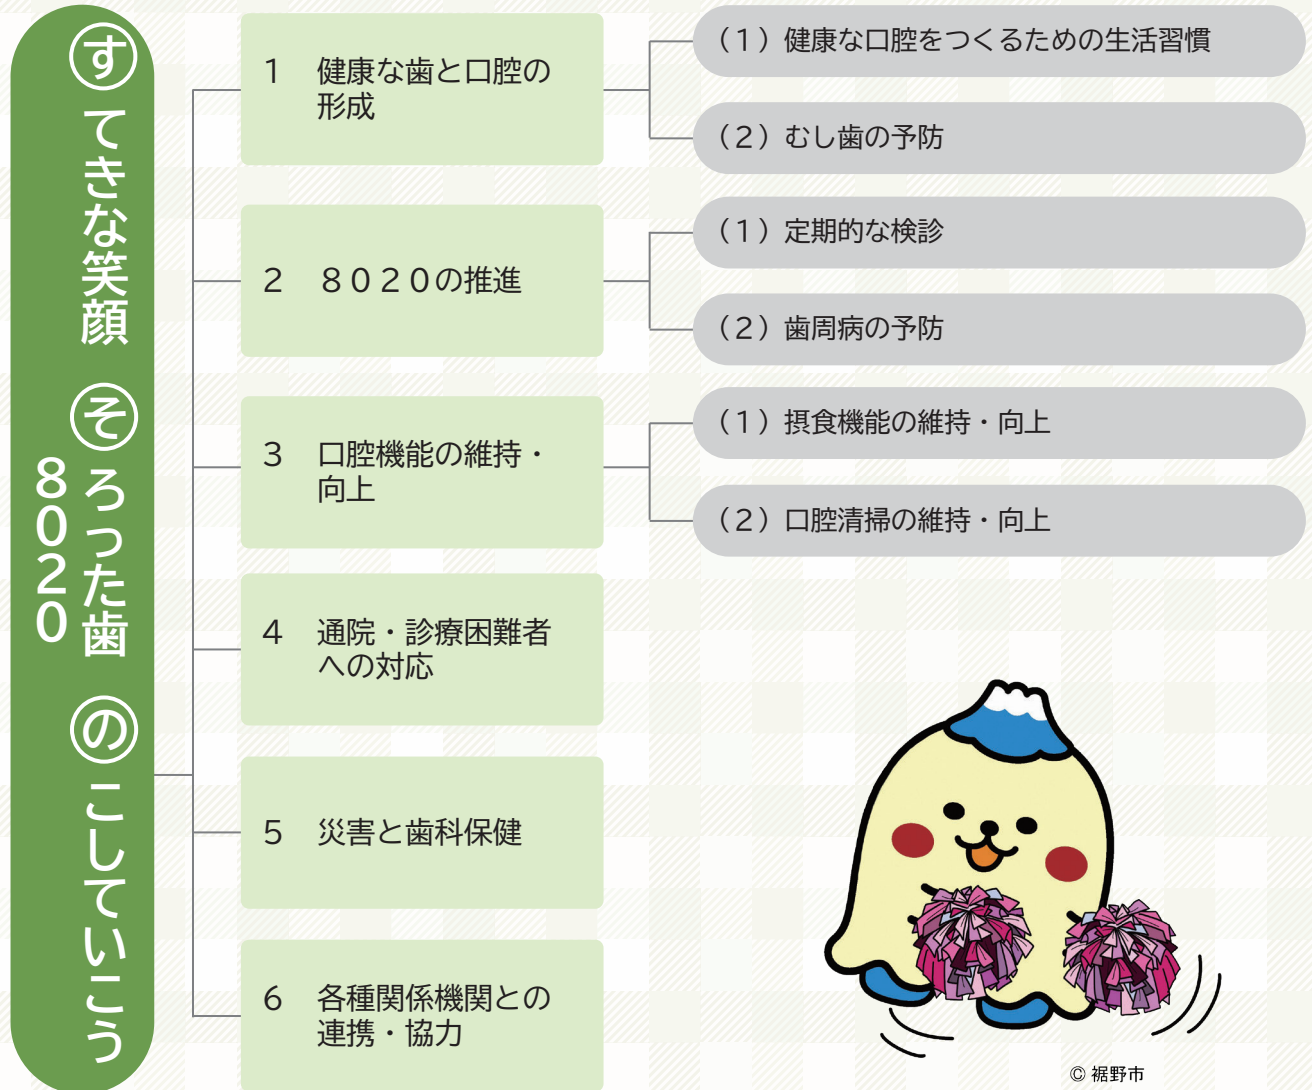 すてきな笑顔 そろった歯 のこしていこう
8020
1 健康な歯と口腔の
形成
(1)健康な口腔をつくるための生活習慣
(2)むし歯の予防
2 8020の推進
(1)定期的な検診
(2)歯周病の予防
3 口腔機能の維持・
向上
(1)摂食機能の維持・向上
(2)口腔清掃の維持・向上
4 通院・診療困難者
への対応
5 災害と歯科保健
6 各種関係機関との
連携・協力
© 裾野市